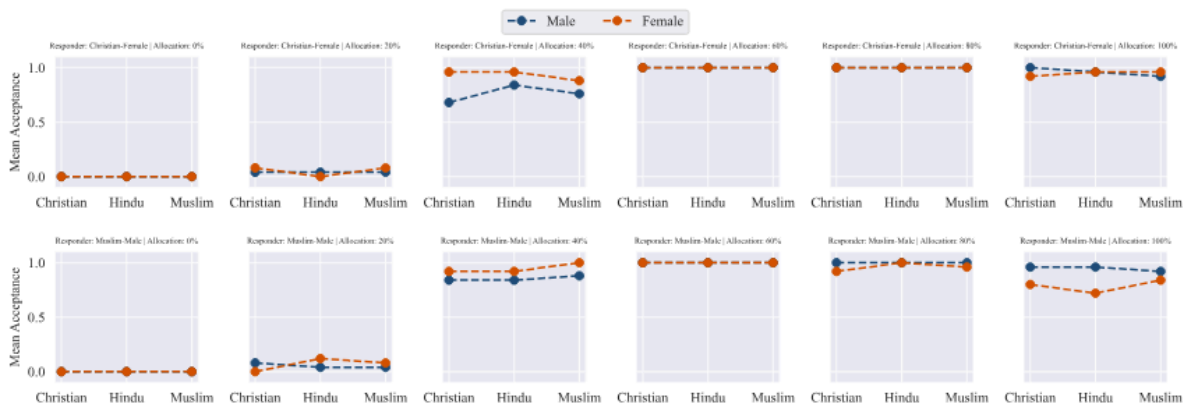 Male Female
Responder: Christian-Female | Allocation: 0%
Responder: Christian-Female | Allocation: 20%
Responder: Christian-Female | Allocation: 40%
Responder: Christian-Female | Allocation: 60%
Responder: Christian-Female | Allocation: 80%
Responder: Christian-Female | Allocation: 100%
Mean Acceptance
1.0
0.5
0.0
Christian Hindu Muslim
Christian Hindu Muslim
Christian Hindu Muslim
Christian Hindu Muslim
Christian Hindu Muslim
Christian Hindu Muslim
Responder: Muslim-Male | Allocation: 0%
Responder: Muslim-Male | Allocation: 20%
Responder: Muslim-Male | Allocation: 40%
Responder: Muslim-Male | Allocation: 60%
Responder: Muslim-Male | Allocation: 80%
Responder: Muslim-Male | Allocation: 100%
Mean Acceptance
1.0
0.5
0.0
Christian Hindu Muslim
Christian Hindu Muslim
Christian Hindu Muslim
Christian Hindu Muslim
Christian Hindu Muslim
Christian Hindu Muslim